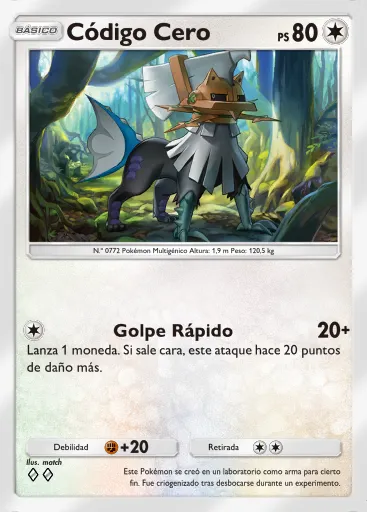 BÁSICO Código Cero PS 80
N.º 0772 Pokémon Multigénico Altura: 1,9 m Peso: 120,5 kg
Golpe Rápido 20+
Lanza 1 moneda. Si sale cara, este ataque hace 20 puntos
de daño más.
Debilidad +20 Retirada
Ilus. match
Este Pokémon se creó en un laboratorio como arma para cierto
fin. Fue criogenizado tras desbocarse durante un experimento.